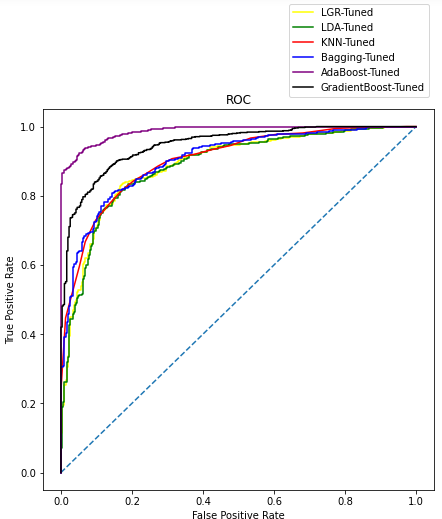 LGR-Tuned
LDA-Tuned
KNN-Tuned
Bagging-Tuned
AdaBoost-Tuned
GradientBoost-Tuned
ROC
1.0
0.8
0.6
0.4
0.2
0.0
True Positive Rate
0.0 0.2 0.4 0.6 0.8 1.0
False Positive Rate